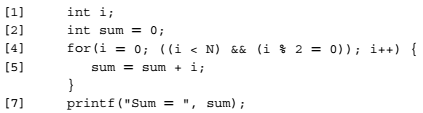 [1] int i;
[2] int sum = 0;
[4] for(i = 0; ((i < N) && (i % 2 = 0)); i++) {
[5] sum = sum + i;
}
[7] printf("Sum = ", sum);